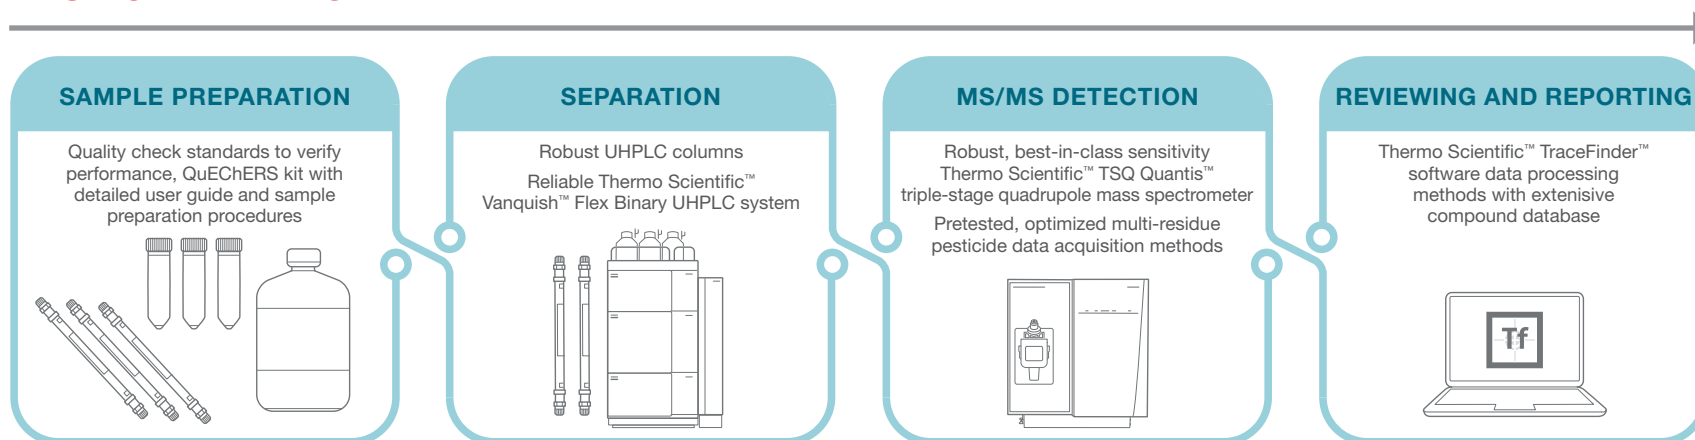 SAMPLE PREPARATION
Quality check standards to verify
performance, QuEChERS kit with
detailed user guide and sample
preparation procedures
SEPARATION
Robust UHPLC columns
Reliable Thermo Scientific™
Vanquish™ Flex Binary UHPLC system
MS/MS DETECTION
Robust, best-in-class sensitivity
Thermo Scientific™ TSQ Quantis™
triple-stage quadrupole mass spectrometer
Pretested, optimized multi-residue
pesticide data acquisition methods
REVIEWING AND REPORTING
Thermo Scientific™ TraceFinder™
software data processing
methods with extenisive
compound database
Tf